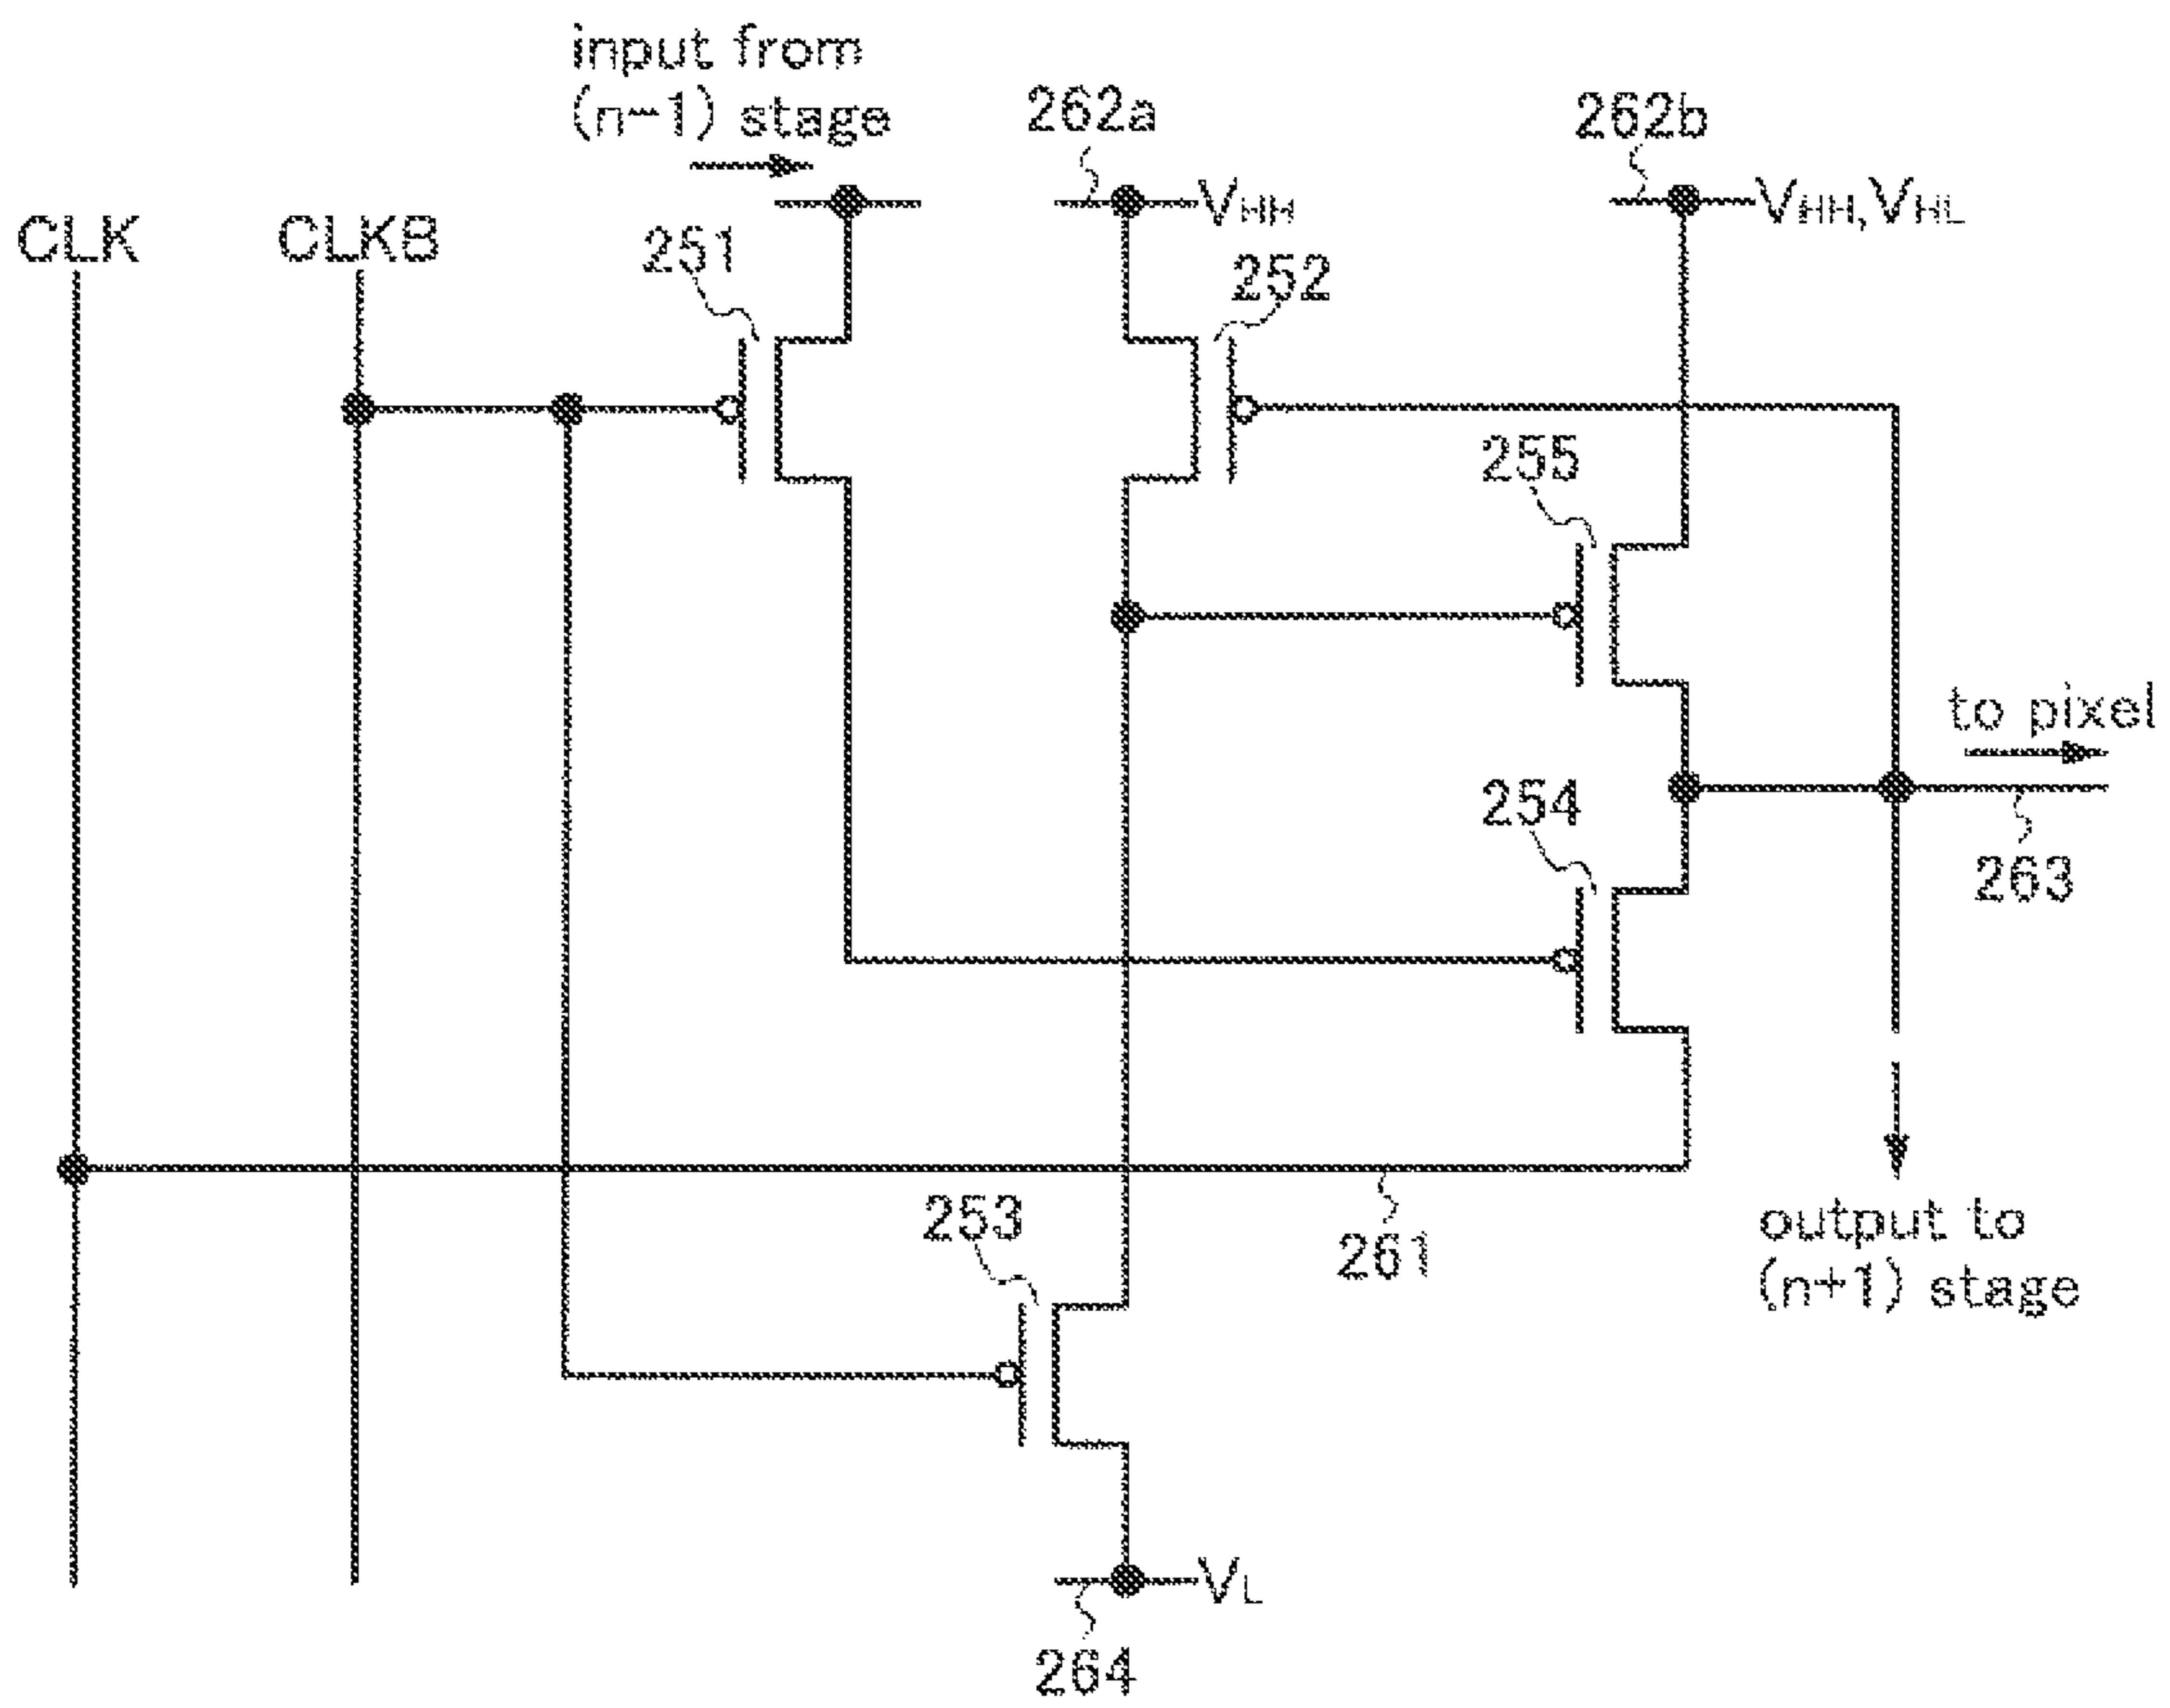 input from
(n-1) stage
262a
262b
VHH
VHH,VHL
CLK
CLKB
251
252
255
to pixel
254
263
253
261
output to
(n+1) stage
VL
264